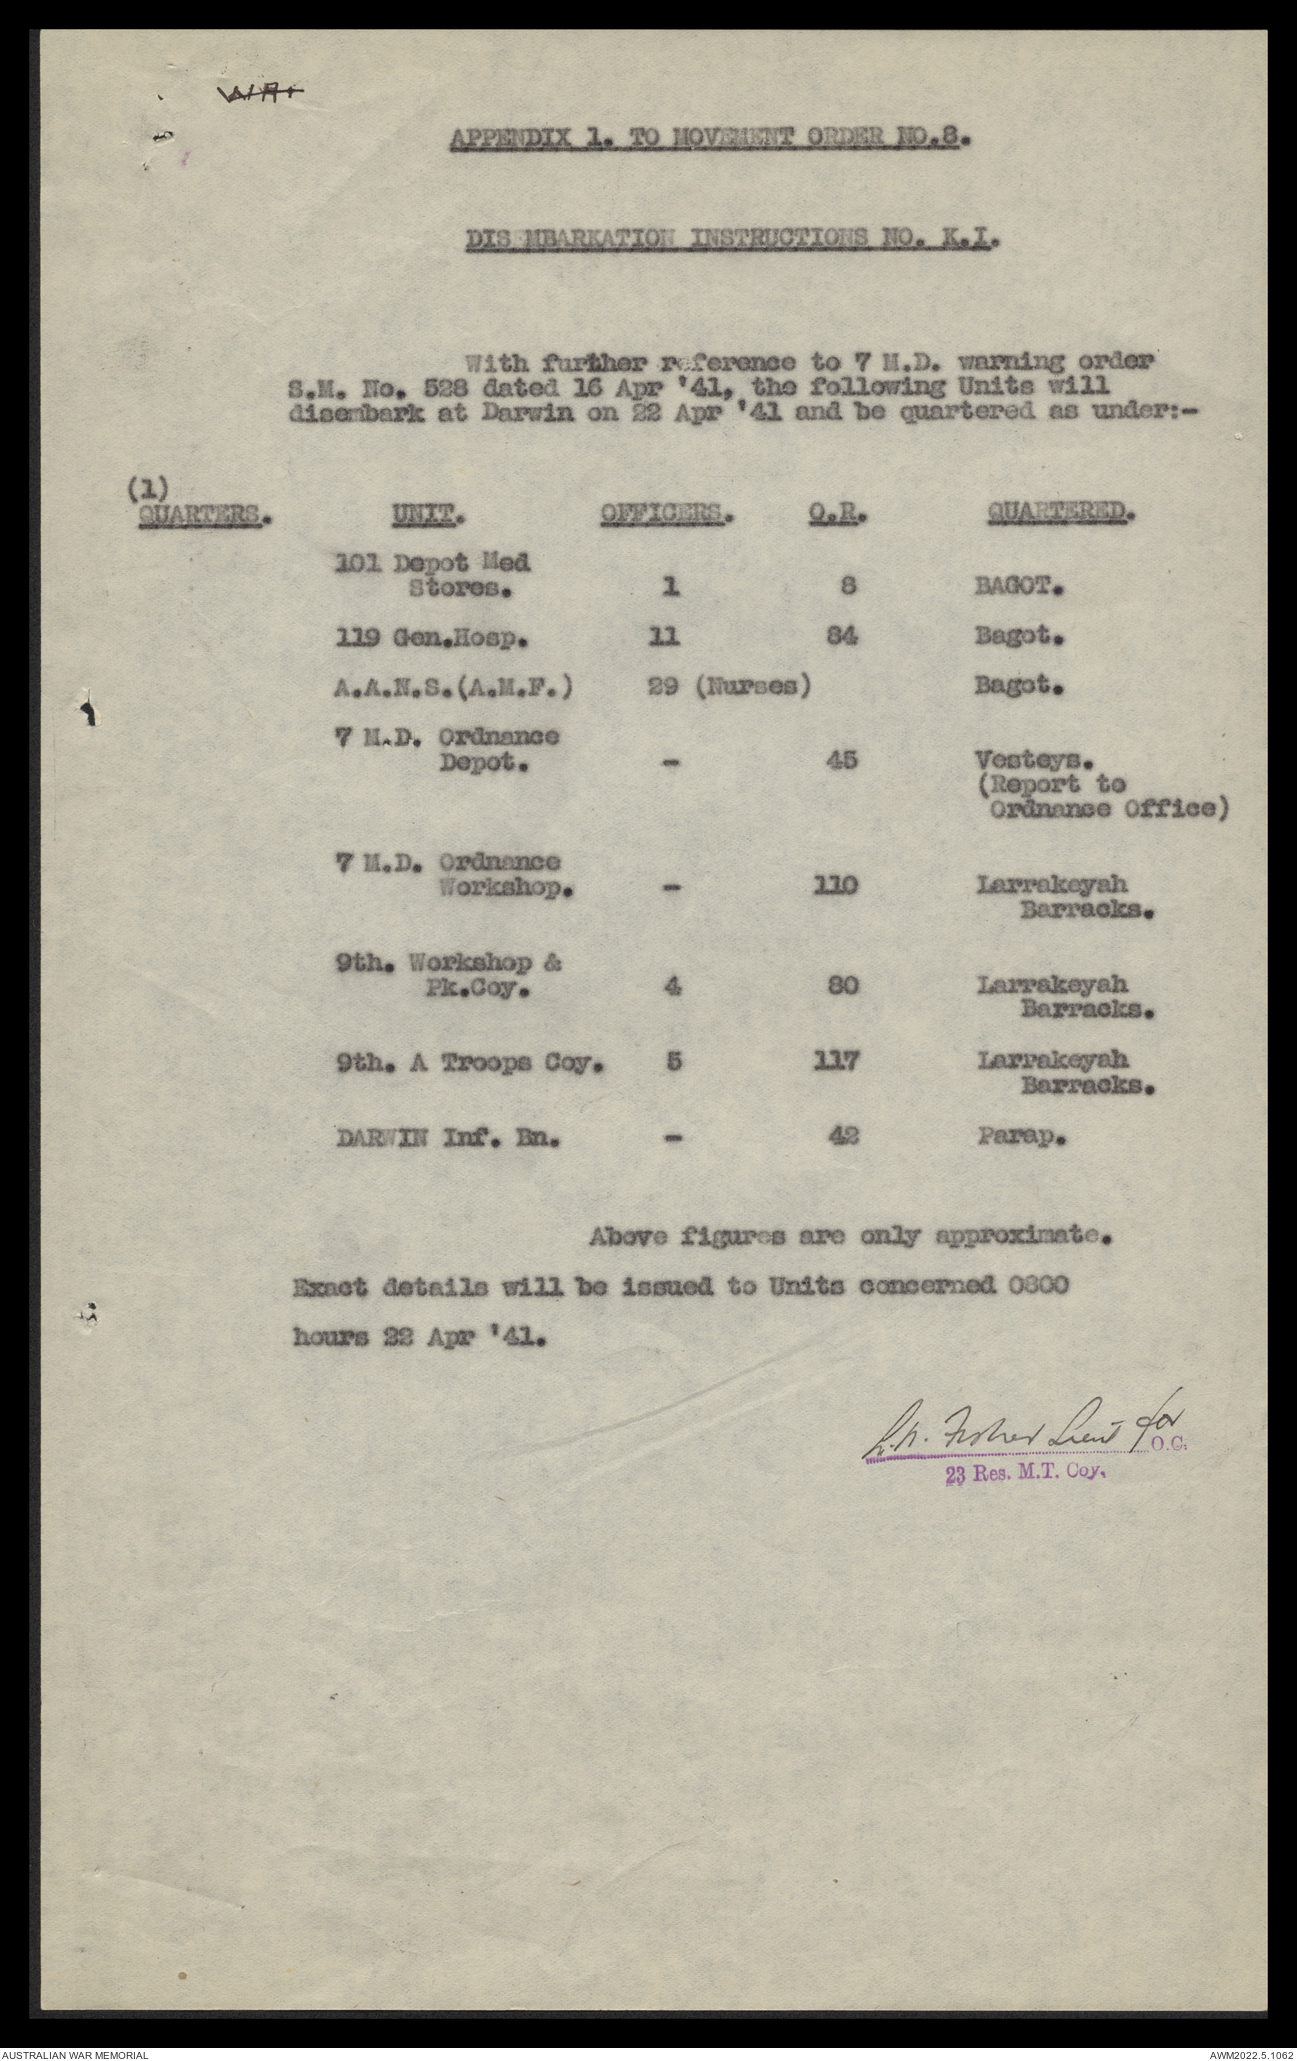 W.A.
APPENDIX 1. TO MOVEMENT ORDER NO.8.
DISEMBARKATION INSTRUCTIONS NO. K.I.
With further reference to 7 M.D. warning order
S.M. No. 528 dated 16 Apr '41, the following Units will
disembark at Darwin on 22 Apr '41 and be quartered as under:-
(1)
QUARTERS. UNIT. OFFICERS. O.R. QUARTERED.
101 Depot Med
Stores. 1 8 BAGOT.
119 Gen.Hosp. 11 84 Bagot.
A.A.N.S.(A.M.F.) 29 (Nurses) Bagot.
7 M.D. Ordnance
Depot. - 45 Vesteys.
(Report to
Ordnance Office)
7 M.D. Ordnance
Workshop. - 110 Larrakeyah
Barracks.
9th. Workshop &
Pk.Coy. 4 80 Larrakeyah
Barracks.
9th. A Troops Coy. 5 117 Larrakeyah
Barracks.
DARWIN Inf. Bn. - 42 Parap.
Above figures are only approximate.
Exact details will be issued to Units concerned 0800
hours 22 Apr '41.
Fisher Lieut for
O.C.
23 Res. M.T. Coy.
AUSTRALIAN WAR MEMORIAL AWM2022.5.1062